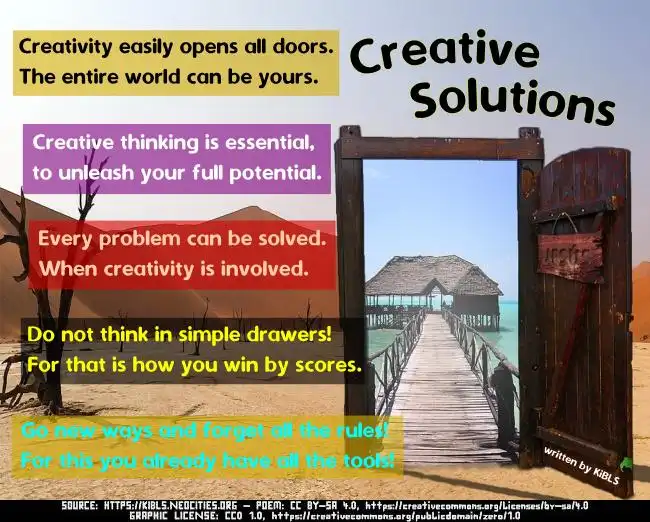 Creative
Solutions
Creativity easily opens all doors.
The entire world can be yours.
Creative thinking is essential,
to unleash your full potential.
Every problem can be solved.
When creativity is involved.
Do not think in simple drawers!
For that is how you win by scores.
Go new ways and forget all the rules!
For this you already have all the tools!
written by KiBLS
SOURCE: HTTPS://KIBLS.NEOCITIES.ORG - POEM: CC BY-SA 4.0, https://creativecommons.org/licenses/by-sa/4.0
GRAPHIC LICENSE: CC0 1.0, https://creativecommons.org/publicdomain/zero/1.0